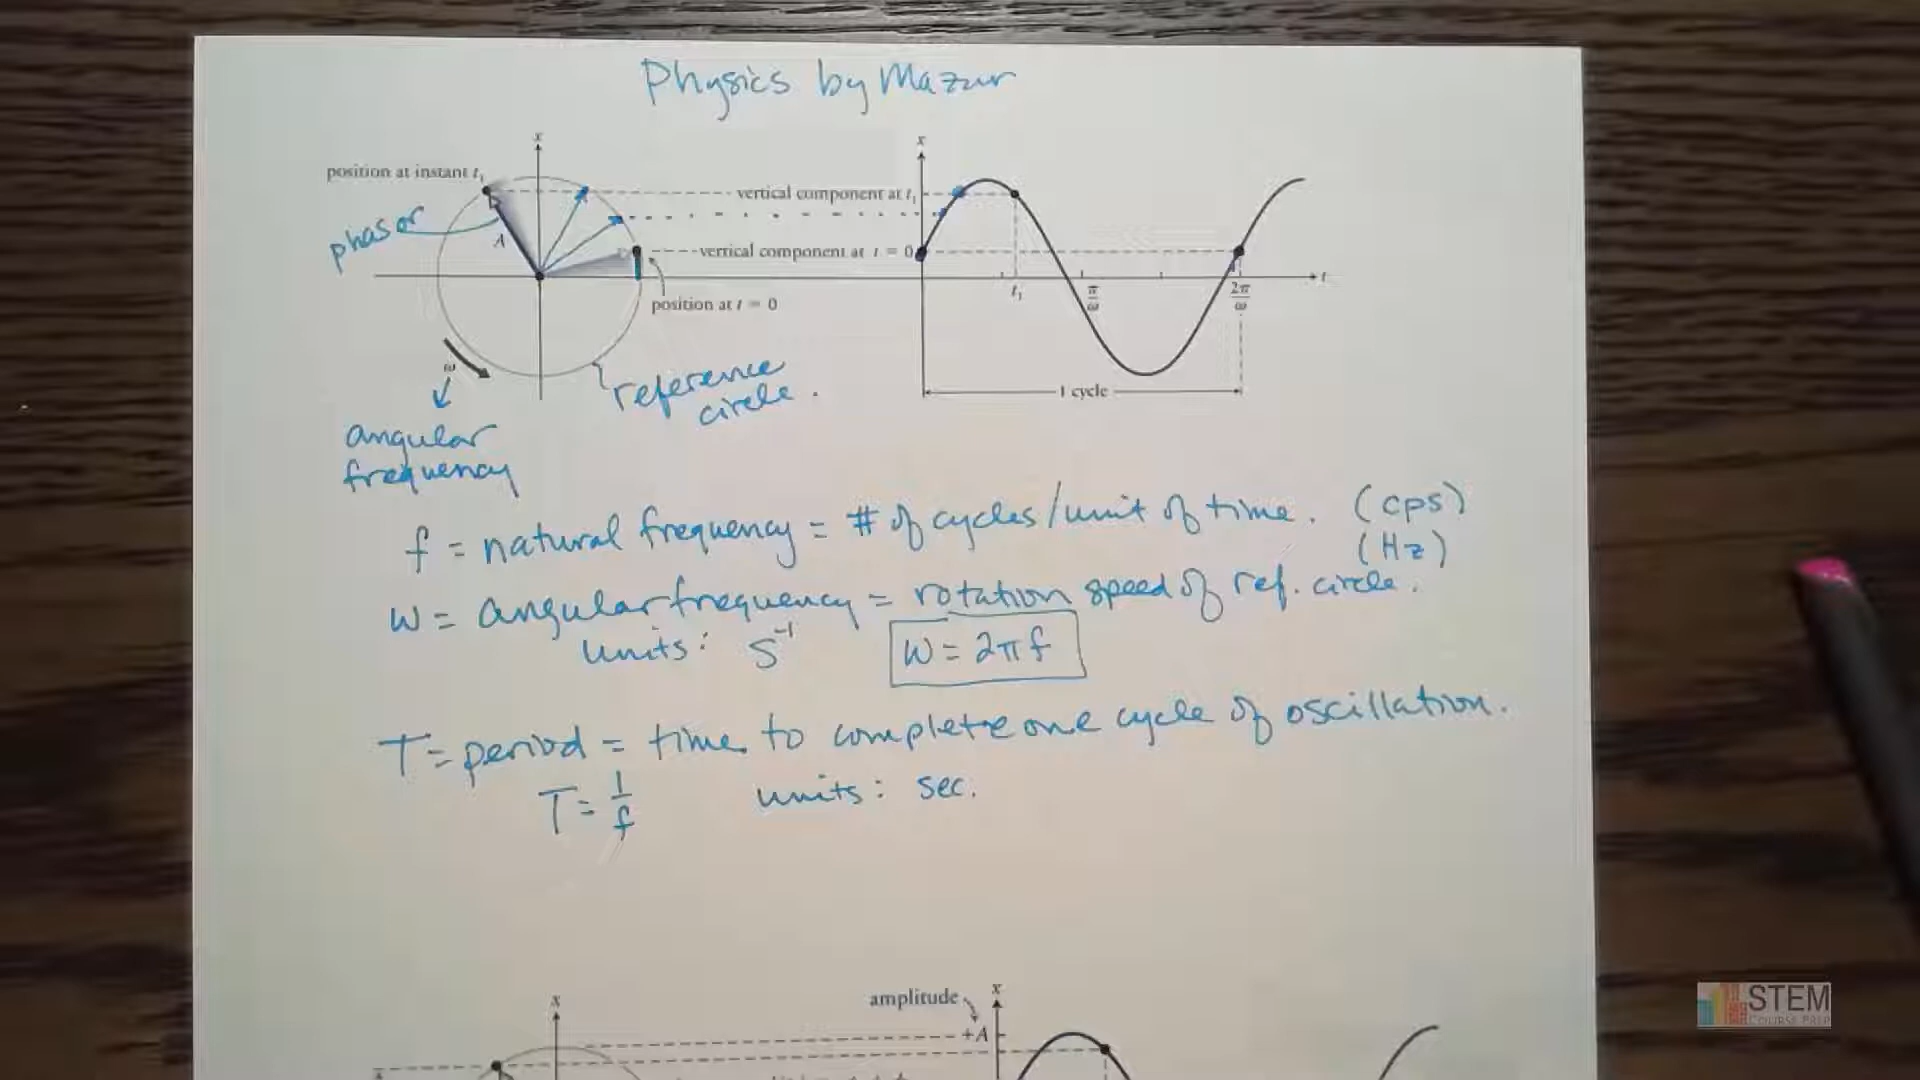 Physics by Mazur
x
position at instant t₁
phasor
A
vertical component at t₁
vertical component at t = 0
position at t = 0
ω
angular
frequency
reference
circle.
x
t₁
π/ω
2π/ω
t
1 cycle
f = natural frequency = # of cycles/unit of time. (cps)
(Hz)
ω = angular frequency = rotation speed of ref. circle.
units: s⁻¹ ω = 2πf
T = period = time to complete one cycle of oscillation.
T = 1/f units: sec.
x
amplitude
x
+A
STEM
COURSE PREP